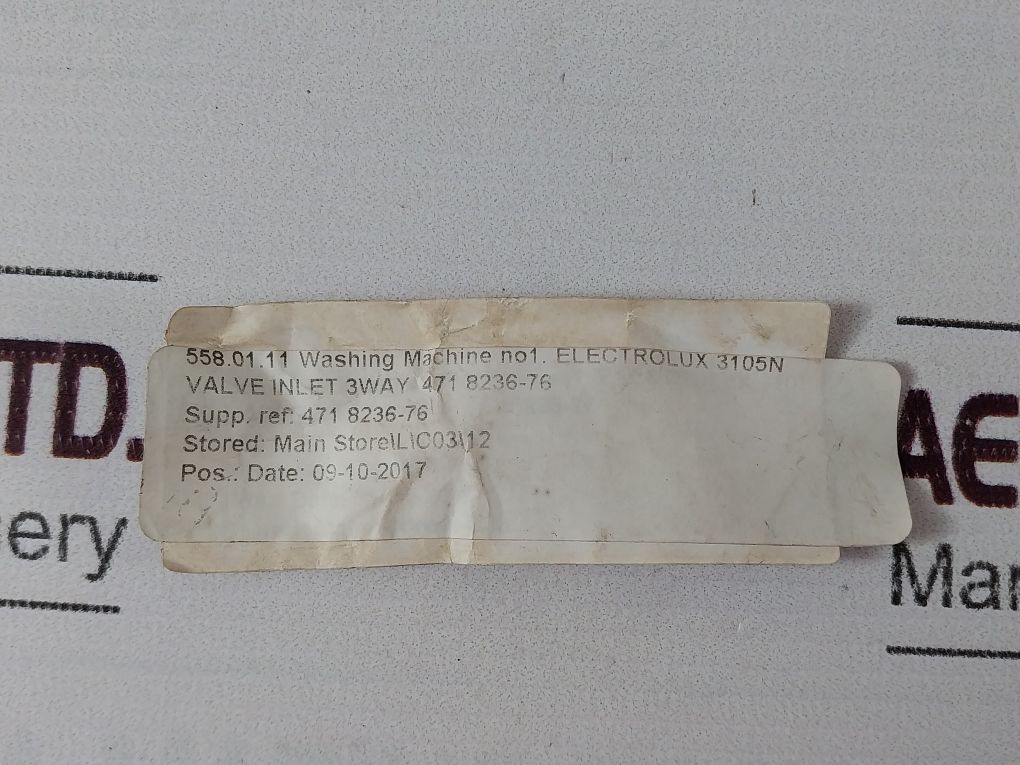 558.01.11 Washing Machine no1. ELECTROLUX 3105N
VALVE INLET 3WAY 471 8236-76
Supp. ref: 471 8236-76
Stored: Main Store\L\C03\12
Pos.: Date: 09-10-2017
TD.
ery
AE
Mar